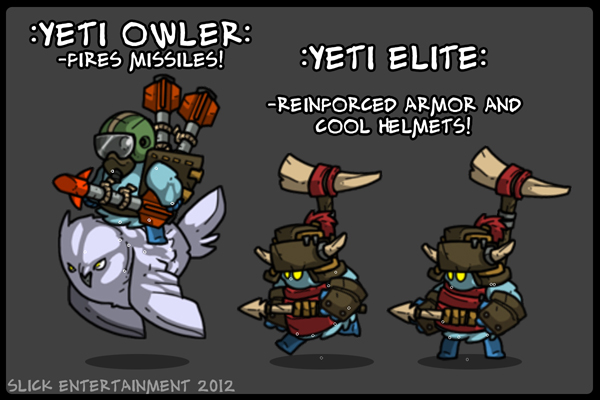 :YETI OWLER:
-FIRES MISSILES!
:YETI ELITE:
-REINFORCED ARMOR AND
COOL HELMETS!
SLICK ENTERTAINMENT 2012